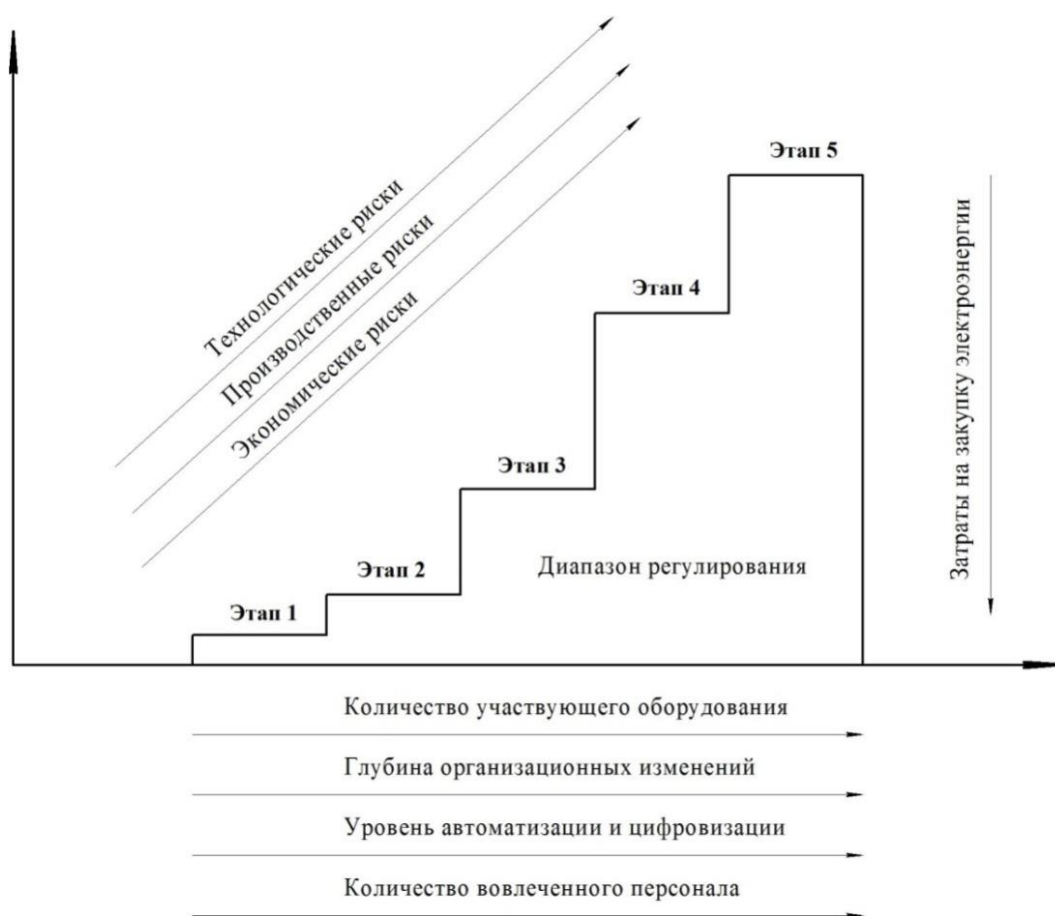 Технологические риски
Производственные риски
Экономические риски
Этап 5
Этап 4
Этап 3
Этап 2
Этап 1
Диапазон регулирования
Затраты на закупку электроэнергии
Количество участвующего оборудования
Глубина организационных изменений
Уровень автоматизации и цифровизации
Количество вовлеченного персонала